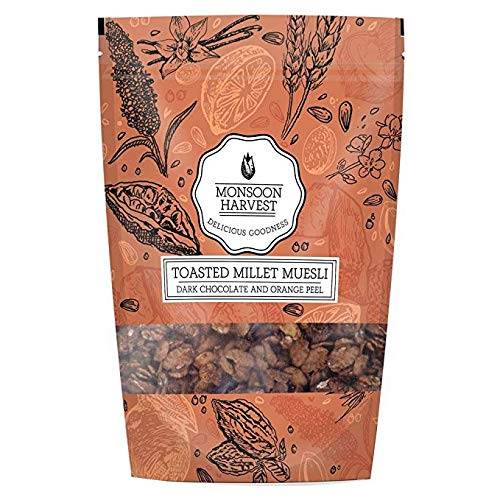 MONSOON
HARVEST
DELICIOUS GOODNESS
TOASTED MILLET MUESLI
DARK CHOCOLATE AND ORANGE PEEL